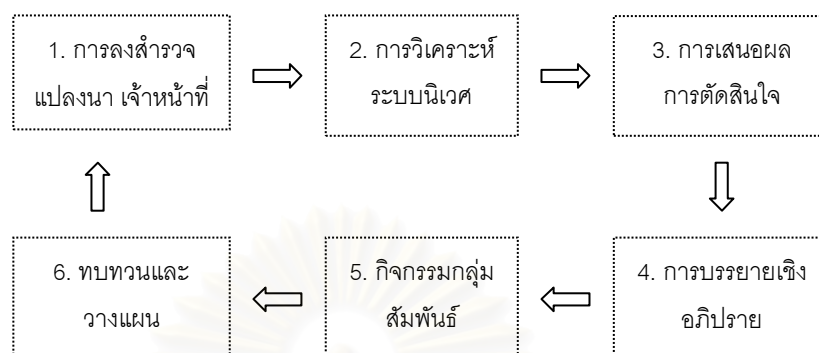 1. การลงสำรวจ
แปลงนา เจ้าหน้าที่
2. การวิเคราะห์
ระบบนิเวศ
3. การเสนอผล
การตัดสินใจ
4. การบรรยายเชิง
อภิปราย
5. กิจกรรมกลุ่ม
สัมพันธ์
6. ทบทวนและ
วางแผน